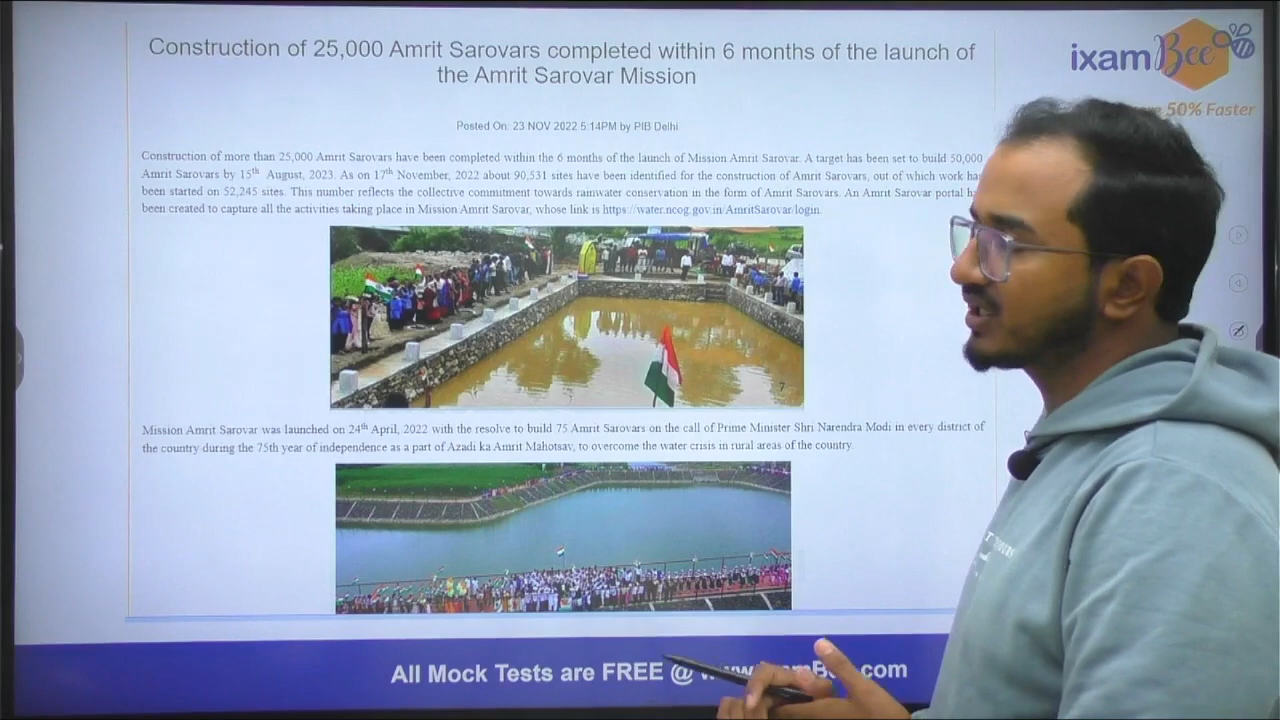 Construction of 25,000 Amrit Sarovars completed within 6 months of the launch of
the Amrit Sarovar Mission
ixamBee
50% Faster
Posted On: 23 NOV 2022 5:14PM by PIB Delhi
Construction of more than 25,000 Amrit Sarovars have been completed within the 6 months of the launch of Mission Amrit Sarovar. A target has been set to build 50,000
Amrit Sarovars by 15th August, 2023. As on 17th November, 2022 about 90,531 sites have been identified for the construction of Amrit Sarovars, out of which work ha
been started on 52,245 sites. This number reflects the collective commitment towards rainwater conservation in the form of Amrit Sarovars. An Amrit Sarovar portal h
been created to capture all the activities taking place in Mission Amrit Sarovar, whose link is https://water.ncog.gov.in/AmritSarovar/login.
7
Mission Amrit Sarovar was launched on 24th April, 2022 with the resolve to build 75 Amrit Sarovars on the call of Prime Minister Shri Narendra Modi in every district of
the country during the 75th year of independence as a part of Azadi ka Amrit Mahotsav, to overcome the water crisis in rural areas of the country.
All Mock Tests are FREE @ .com